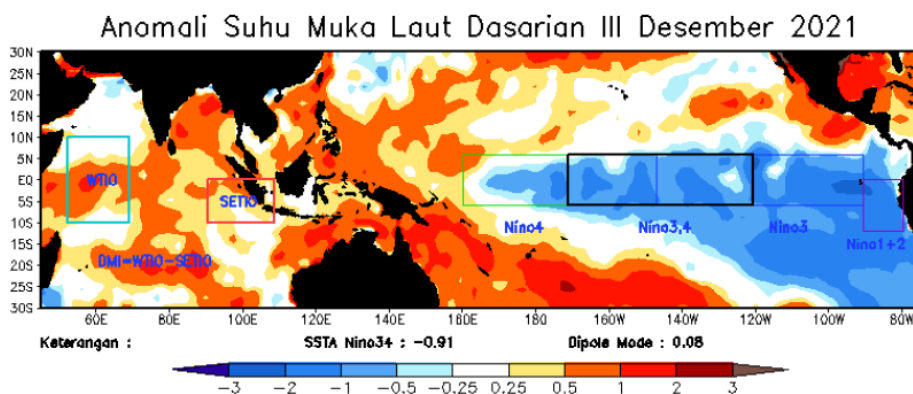 Anomali Suhu Muka Laut Dasarian III Desember 2021
30N
25N
20N
15N
10N
5N
EQ
5S
10S
15S
20S
25S
30S
WTIO
SETIO
DMI=WTIO-SETIO
Nino4
Nino3,4
Nino3
Nino1+2
60E 80E 100E 120E 140E 160E 180 160W 140W 120W 100W 80W
Keterangan : SSTA Nino34 : -0.91 Dipole Mode : 0.08
-3 -2 -1 -0.5 -0.25 0.25 0.5 1 2 3